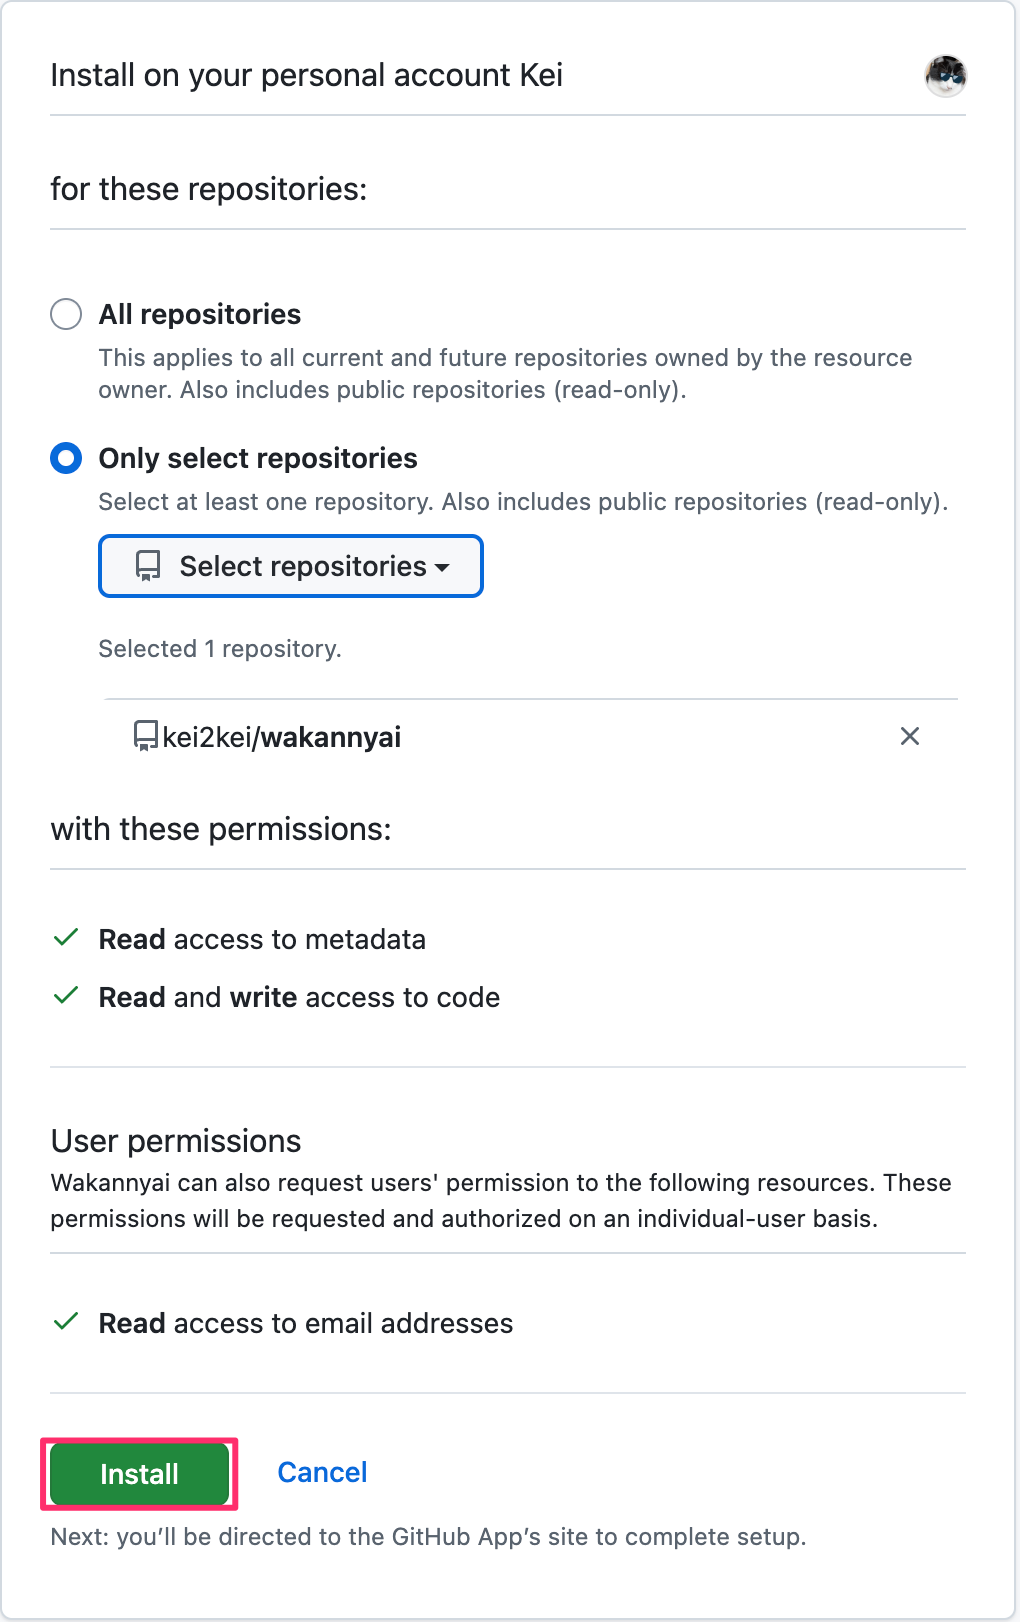 Install on your personal account Kei
for these repositories:
All repositories
This applies to all current and future repositories owned by the resource
owner. Also includes public repositories (read-only).
Only select repositories
Select at least one repository. Also includes public repositories (read-only).
Select repositories
Selected 1 repository.
kei2kei/wakannyai
with these permissions:
Read access to metadata
Read and write access to code
User permissions
Wakannyai can also request users' permission to the following resources. These
permissions will be requested and authorized on an individual-user basis.
Read access to email addresses
Install
Cancel
Next: you’ll be directed to the GitHub App’s site to complete setup.